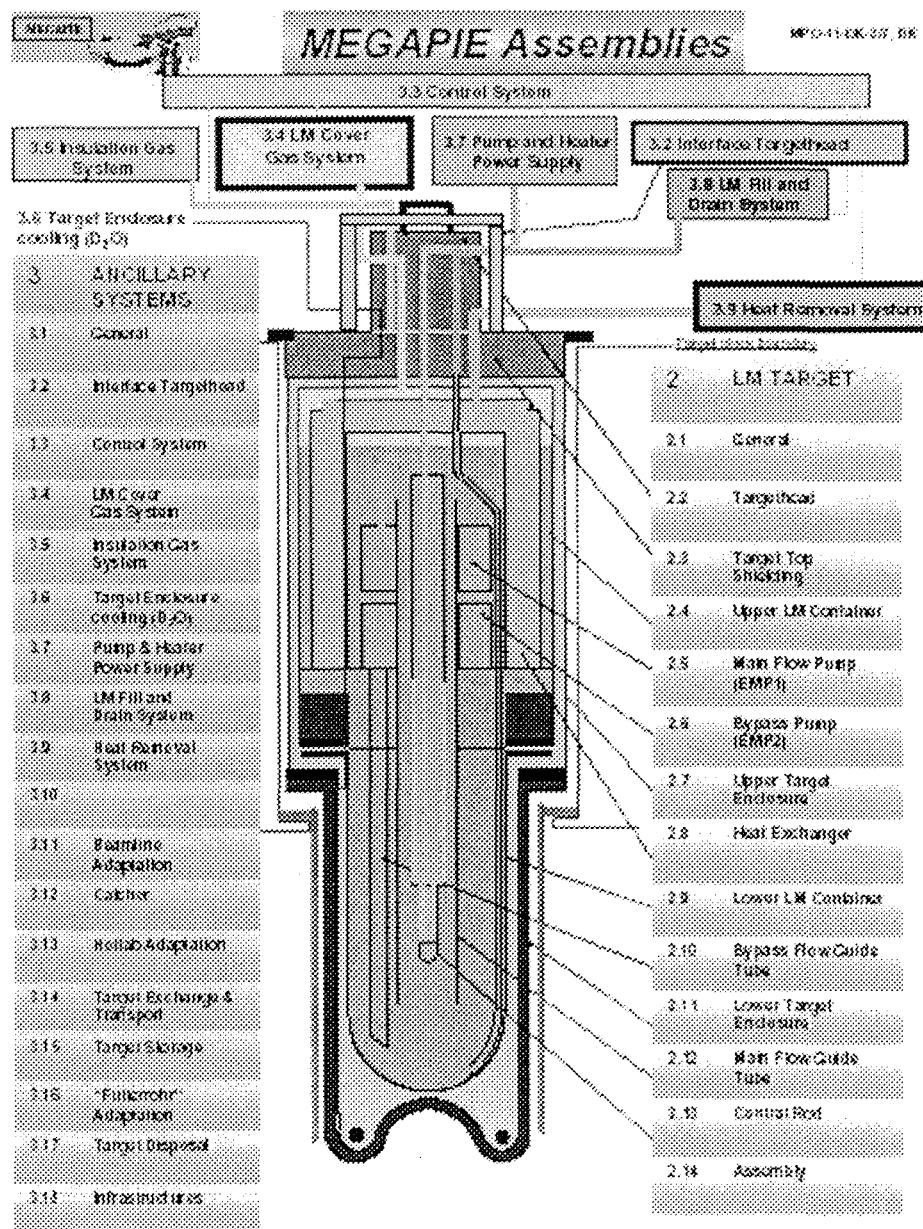 MEGAPIE
MEGAPIE Assemblies
3.3 Control System
3.5 Insulation Gas
System
3.4 LM Cover
Gas System
3.7 Pump and Heater
Power Supply
3.2 Interface Targethead
3.8 LM Fill and
Drain System
3.6 Target Enclosure
cooling (D₂O)
3.9 Heat Removal System
3 ANCILLARY
SYSTEMS
3.1 General
3.2 Interface Targethead
3.3 Control System
3.4 LM Cover
Gas System
3.5 Insulation Gas
System
3.6 Target Enclosure
cooling (D₂O)
3.7 Pump & Heater
Power Supply
3.8 LM Fill and
Drain System
3.9 Heat Removal
System
3.10
3.11 Beamline
Adaptation
3.12 Catcher
3.13 Hotlab Adaptation
3.14 Target Exchange &
Transport
3.15 Target Storage
3.16
Adaptation
3.17 Target Disposal
3.18 Infrastructures
Target block boundary
2 LM TARGET
2.1 General
2.2 Targethead
2.3 Target Top
Shielding
2.4 Upper LM Container
2.5 Main Flow Pump
(EMP1)
2.6 Bypass Pump
(EMP2)
2.7 Upper Target
Enclosure
2.8 Heat Exchanger
2.9 Lower LM Container
2.10 Bypass Flow Guide
Tube
2.11 Lower Target
Enclosure
2.12 Main Flow Guide
Tube
2.13 Central Rod
2.14 Assembly